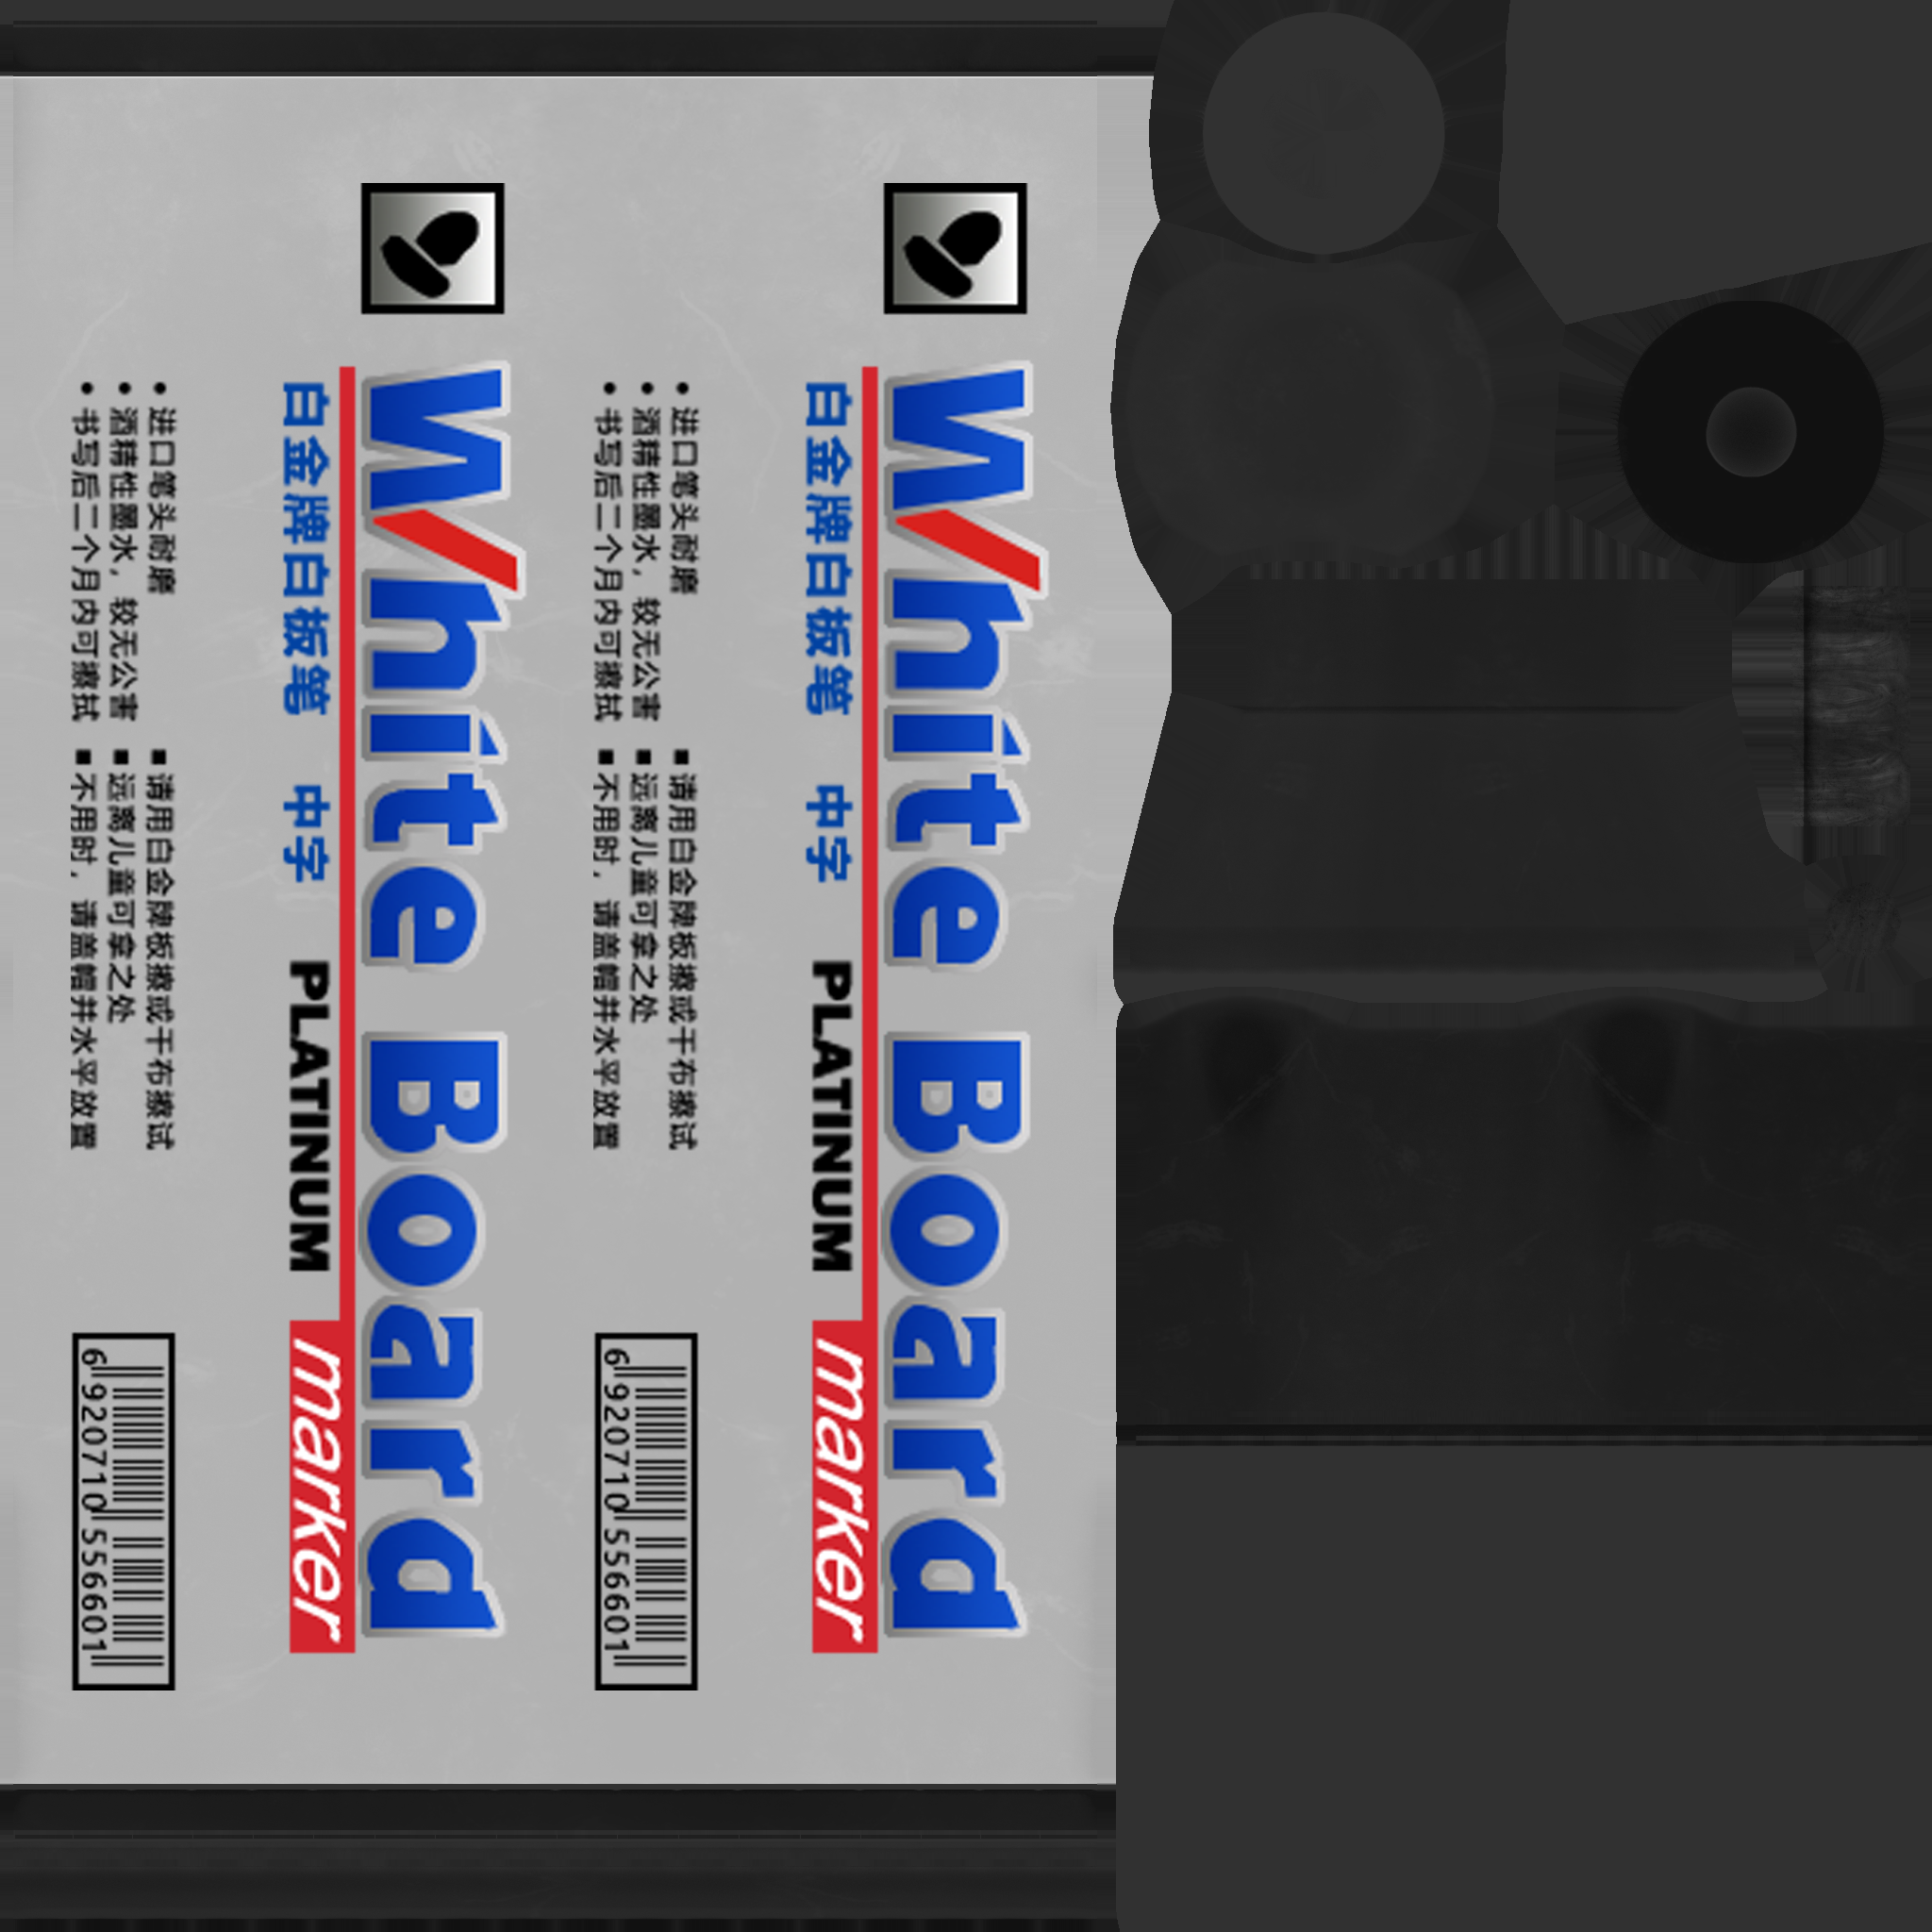 White Board
白金牌白板笔 中字 PLATINUM marker
• 进口笔头耐磨
• 酒精性墨水，较无公害
• 书写后二个月内可擦拭
■ 请用白金牌板擦或干布擦试
■ 远离儿童可拿之处
■ 不用时，请盖帽并水平放置
6 920710 556601
White Board
白金牌白板笔 中字 PLATINUM marker
• 进口笔头耐磨
• 酒精性墨水，较无公害
• 书写后二个月内可擦拭
■ 请用白金牌板擦或干布擦试
■ 远离儿童可拿之处
■ 不用时，请盖帽并水平放置
6 920710 556601